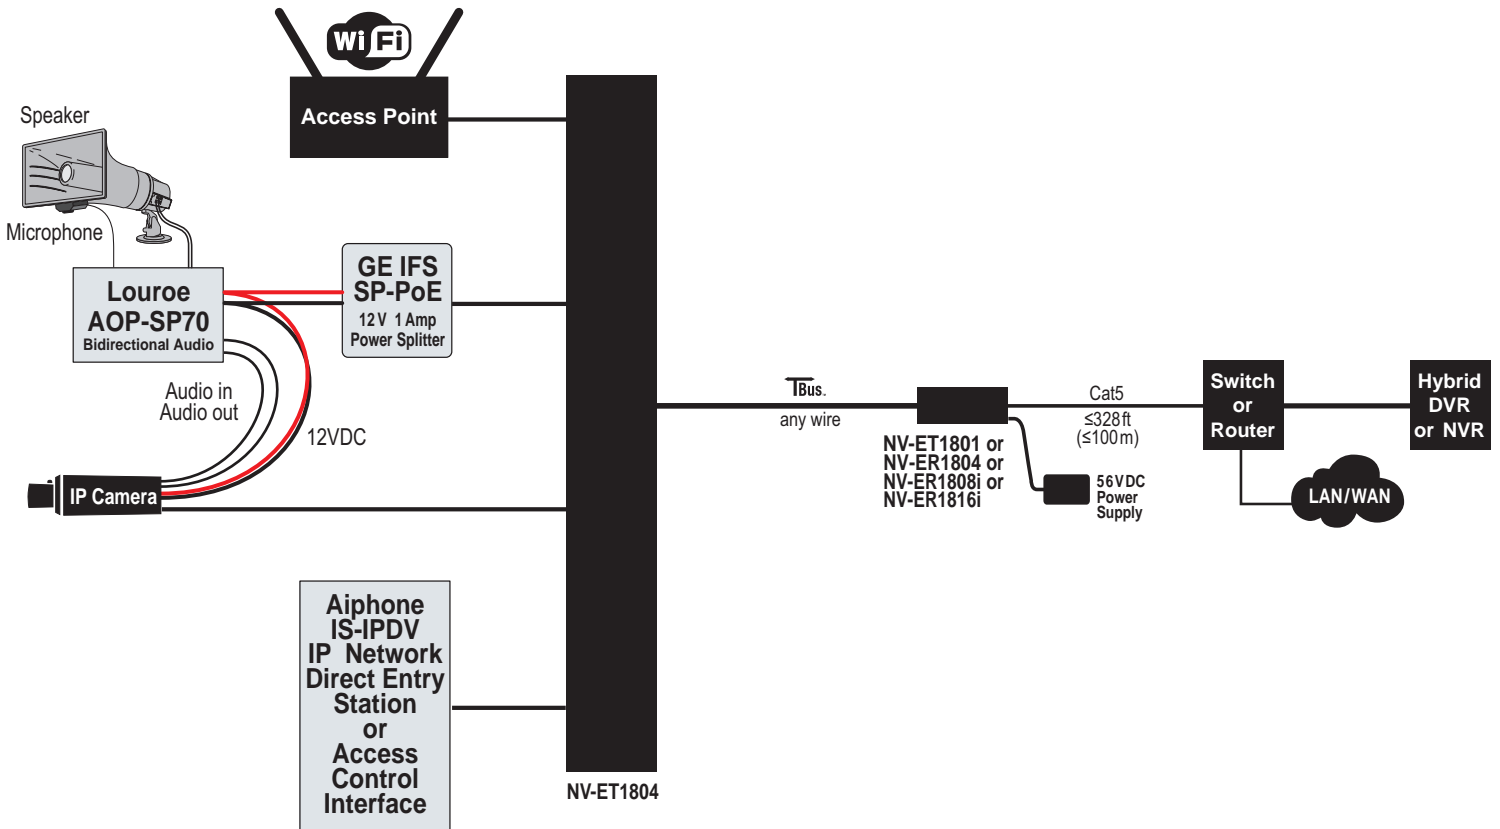 Wi Fi
Access Point
Speaker
Microphone
Louroe
AOP-SP70
Bidirectional Audio
GE IFS
SP-PoE
12V 1 Amp
Power Splitter
Audio in
Audio out
12VDC
IP Camera
Aiphone
IS-IPDV
IP Network
Direct Entry
Station
or
Access
Control
Interface
NV-ET1804
TBus.
any wire
NV-ET1801 or
NV-ER1804 or
NV-ER1808i or
NV-ER1816i
Cat5
≤328ft
(≤100m)
56VDC
Power
Supply
Switch
or
Router
LAN/WAN
Hybrid
DVR
or NVR